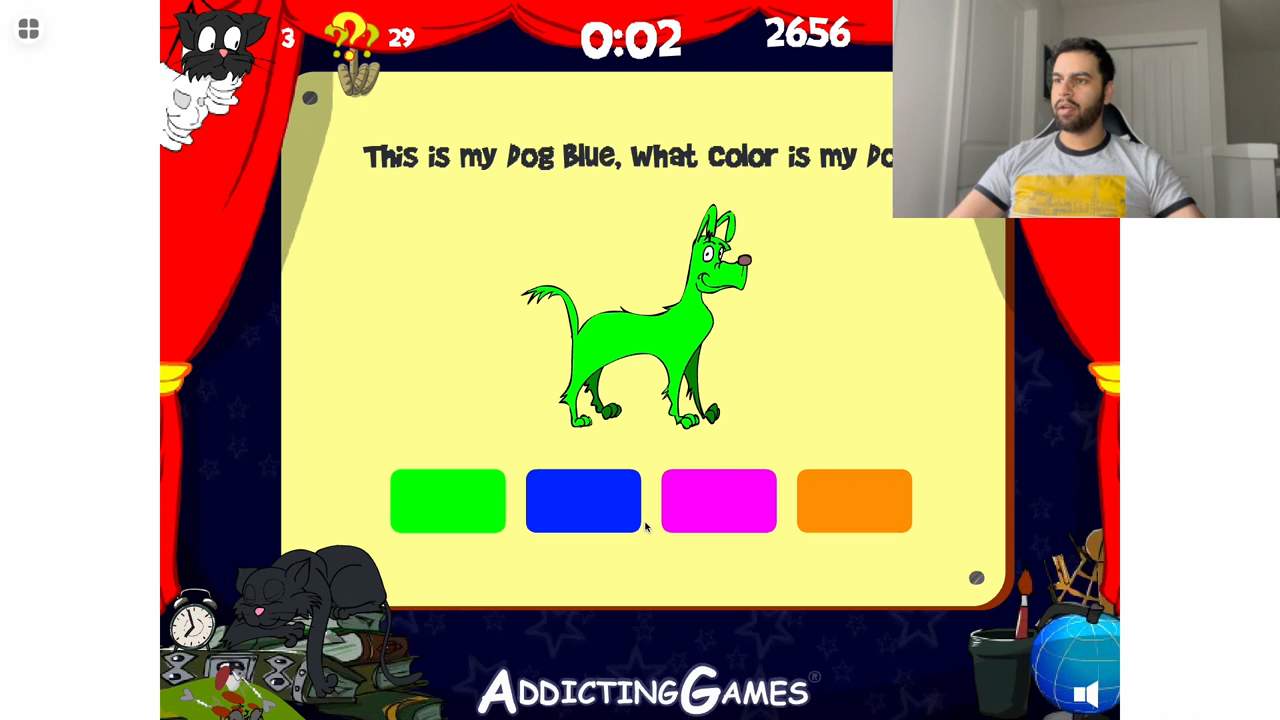 3
29
0:02
2656
This is my Dog Blue, What Color is my
ADDICTINGGAMES®